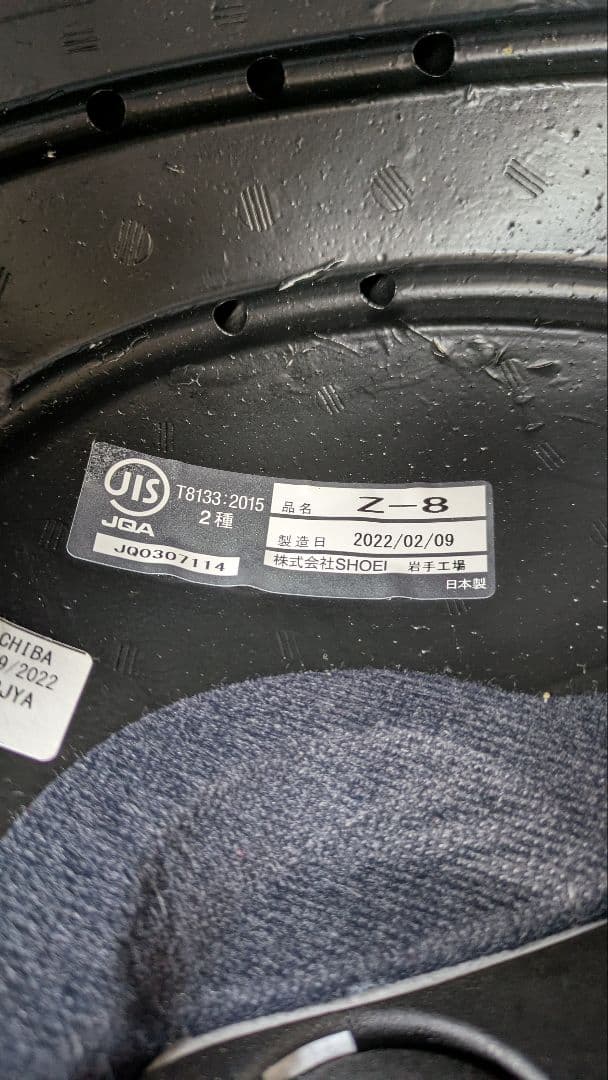 JIS
JQA
T8133:2015
2種
JQ0307114
品名 Z-8
製造日 2022/02/09
株式会社SHOEI 岩手工場
日本製
CHIBA
9/2022
JYA